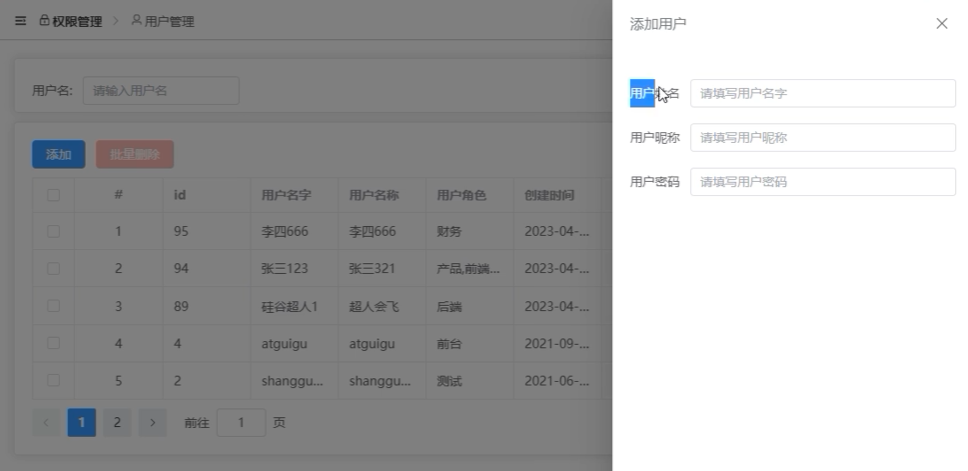 权限管理 > 用户管理
用户名: 请输入用户名
添加 批量删除
# id 用户名字 用户名称 用户角色 创建时间
1 95 李四666 李四666 财务 2023-04-...
2 94 张三123 张三321 产品,前端... 2023-04-...
3 89 硅谷超人1 超人会飞 后端 2023-04-...
4 4 atguigu atguigu 前台 2021-09-...
5 2 shanggu... shanggu... 测试 2021-06-...
< 1 2 > 前往 1 页
添加用户
用户姓名 请填写用户名字
用户昵称 请填写用户昵称
用户密码 请填写用户密码